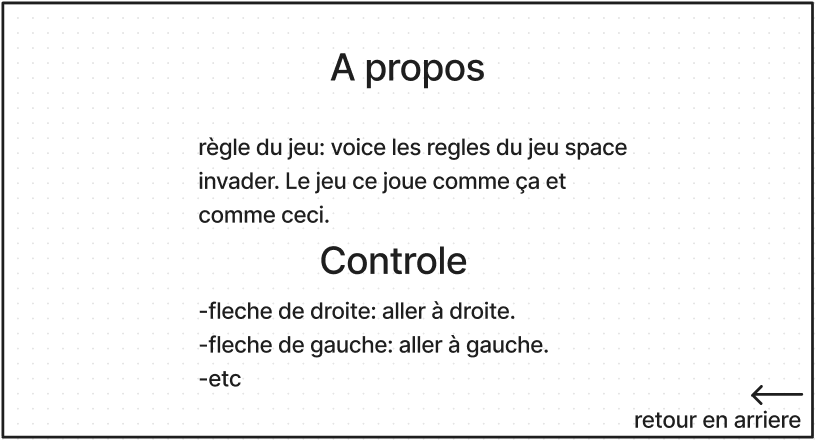 A propos
règle du jeu: voice les regles du jeu space
invader. Le jeu ce joue comme ça et
comme ceci.
Controle
-fleche de droite: aller à droite.
-fleche de gauche: aller à gauche.
-etc
retour en arriere